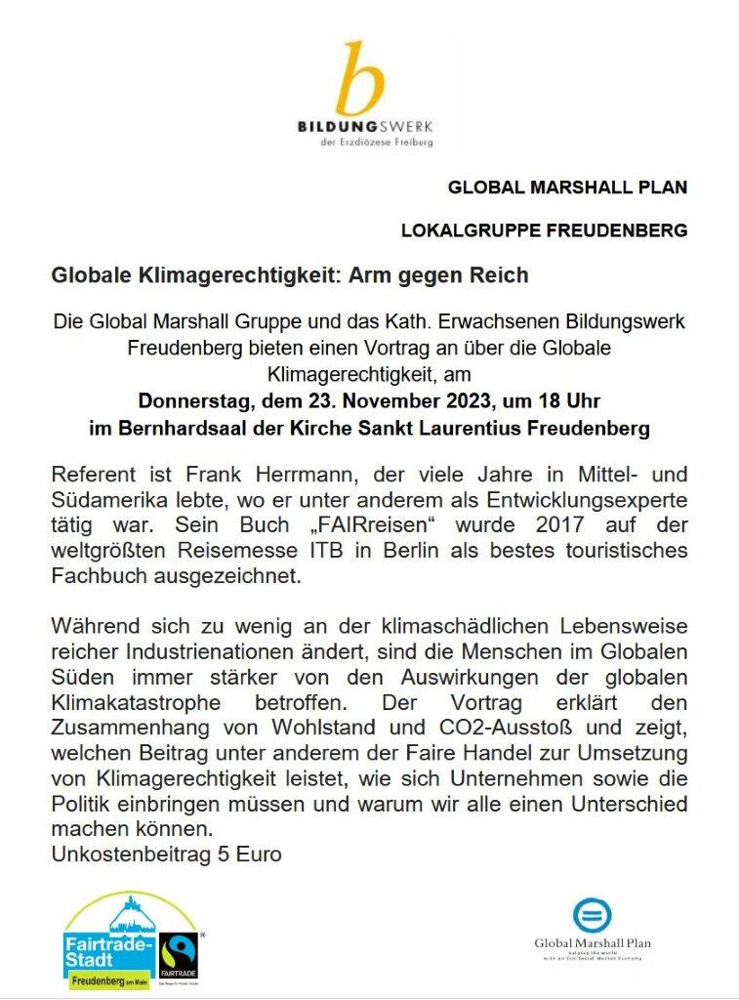 b
BILDUNGSWERK
der Erzdiözese Freiburg
GLOBAL MARSHALL PLAN
LOKALGRUPPE FREUDENBERG
Globale Klimagerechtigkeit: Arm gegen Reich
Die Global Marshall Gruppe und das Kath. Erwachsenen Bildungswerk
Freudenberg bieten einen Vortrag an über die Globale
Klimagerechtigkeit, am
Donnerstag, dem 23. November 2023, um 18 Uhr
im Bernhardsaal der Kirche Sankt Laurentius Freudenberg
Referent ist Frank Herrmann, der viele Jahre in Mittel- und
Südamerika lebte, wo er unter anderem als Entwicklungsexperte
tätig war. Sein Buch „FAIRreisen“ wurde 2017 auf der
weltgrößten Reisemesse ITB in Berlin als bestes touristisches
Fachbuch ausgezeichnet.
Während sich zu wenig an der klimaschädlichen Lebensweise
reicher Industrienationen ändert, sind die Menschen im Globalen
Süden immer stärker von den Auswirkungen der globalen
Klimakatastrophe betroffen. Der Vortrag erklärt den
Zusammenhang von Wohlstand und CO2-Ausstoß und zeigt,
welchen Beitrag unter anderem der Faire Handel zur Umsetzung
von Klimagerechtigkeit leistet, wie sich Unternehmen sowie die
Politik einbringen müssen und warum wir alle einen Unterschied
machen können.
Unkostenbeitrag 5 Euro
Fairtrade-
Stadt
Freudenberg am Main
FAIRTRADE
®
Global Marshall Plan
balance the world
with an Eco-Social Market Economy